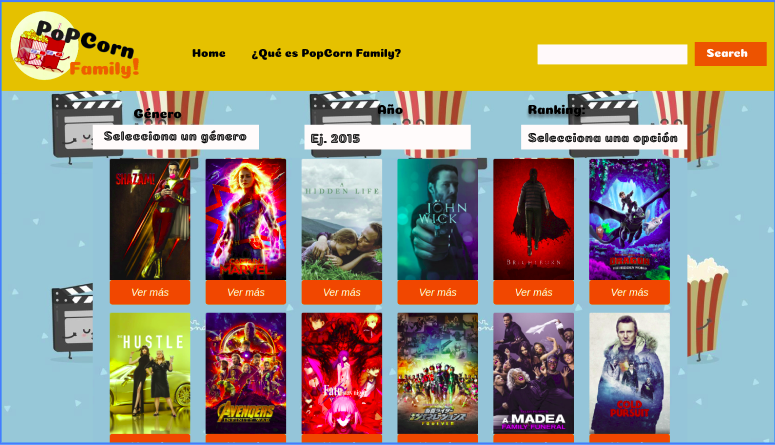 PoPCorn
Family!
Home
¿Qué es PopCorn Family?
Search
Género
Año
Ranking:
Selecciona un género
Ej. 2015
Selecciona una opción
SHAZAM!
MARVEL
A
HIDDEN LIFE
JOHN
WICK
BRIGHTBURN
Ver más
Ver más
Ver más
Ver más
Ver más
Ver más
THE
HUSTLE
AVENGERS
INFINITY WAR
Fate
FOREVER
A MADEA
FAMILY FUNERAL
COLD
PURSUIT